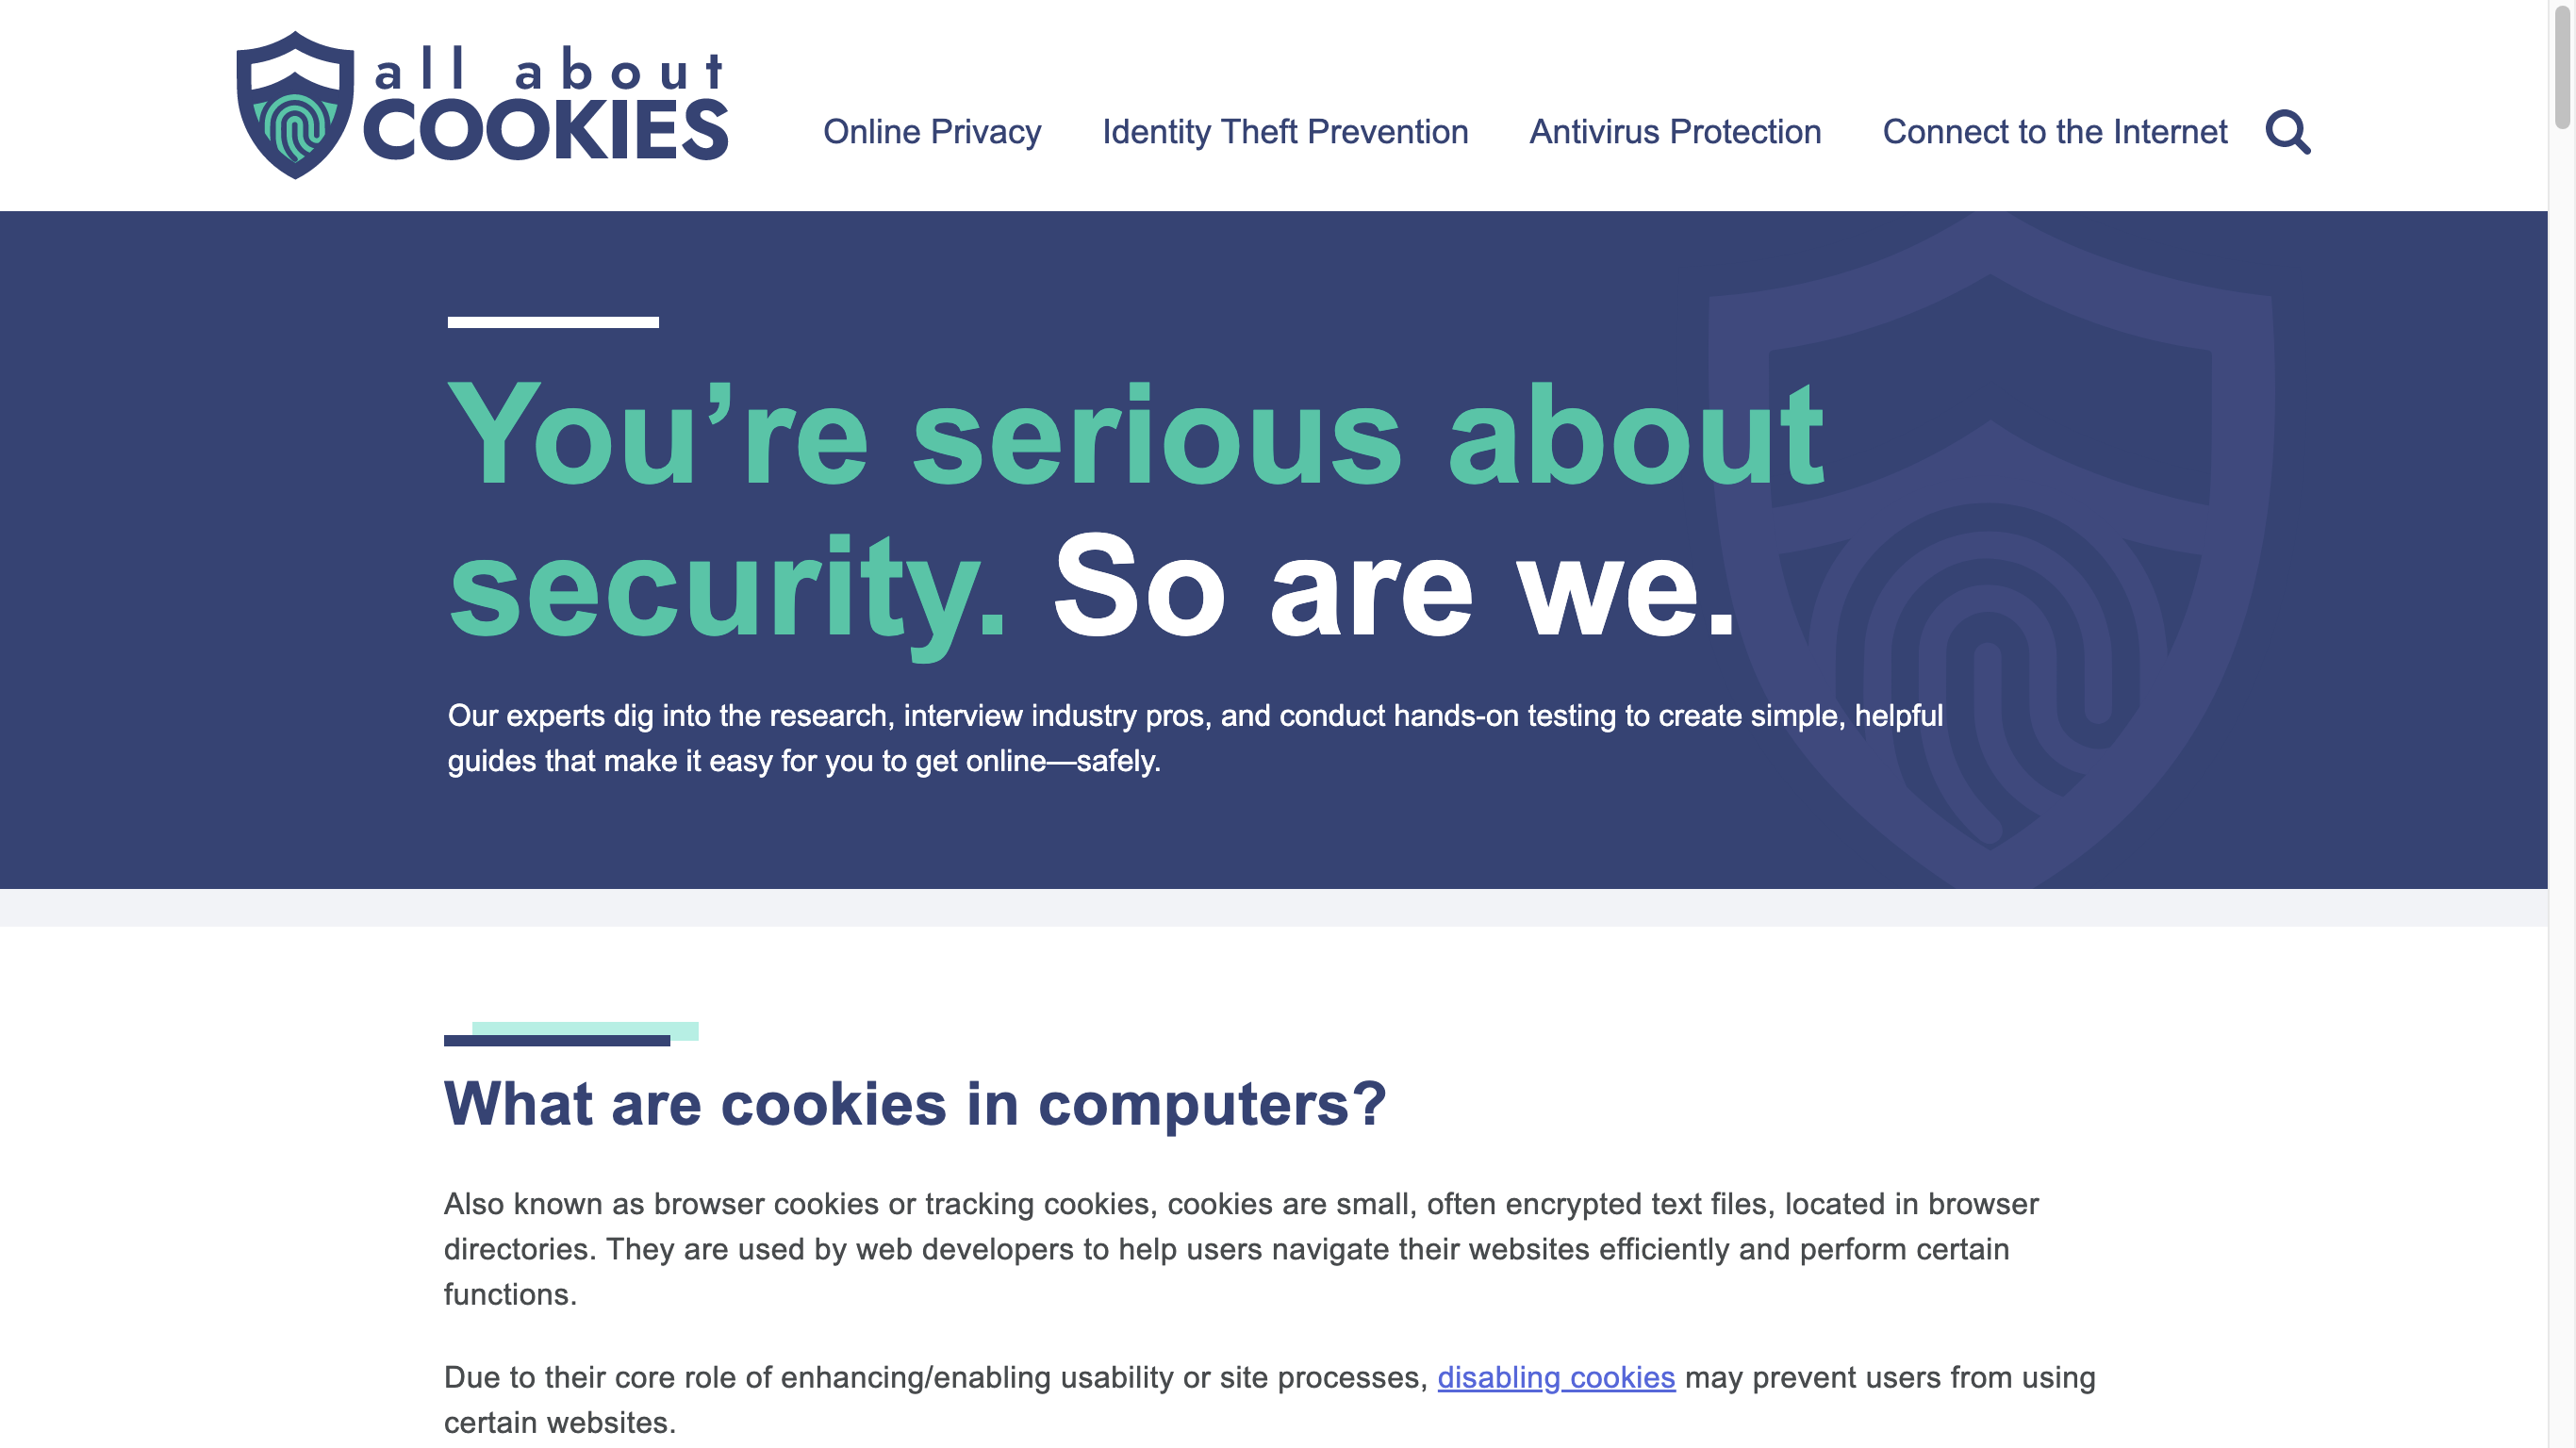 all about
COOKIES
Online Privacy Identity Theft Prevention Antivirus Protection Connect to the Internet
You’re serious about
security. So are we.
Our experts dig into the research, interview industry pros, and conduct hands-on testing to create simple, helpful
guides that make it easy for you to get online—safely.
What are cookies in computers?
Also known as browser cookies or tracking cookies, cookies are small, often encrypted text files, located in browser
directories. They are used by web developers to help users navigate their websites efficiently and perform certain
functions.
Due to their core role of enhancing/enabling usability or site processes, disabling cookies may prevent users from using
certain websites.